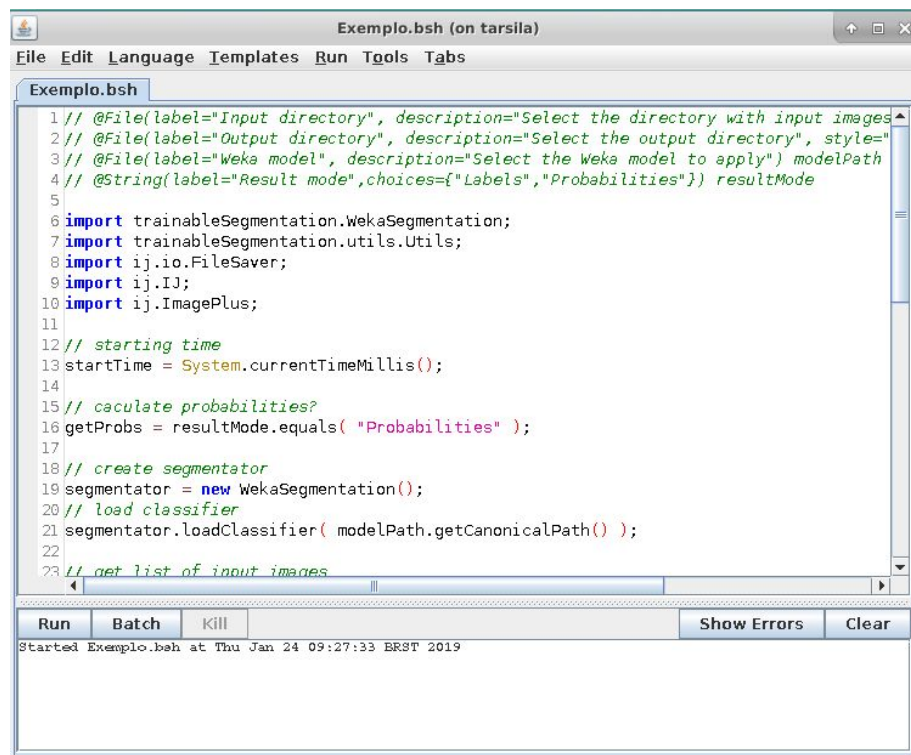 Exemplo.bsh (on tarsila)
File Edit Language Templates Run Tools Tabs
Exemplo.bsh
1 // @File(label="Input directory", description="Select the directory with input images
2 // @File(label="Output directory", description="Select the output directory", style="
3 // @File(label="Weka model", description="Select the Weka model to apply") modelPath
4 // @String(label="Result mode",choices={"Labels","Probabilities"}) resultMode
5
6 import trainableSegmentation.WekaSegmentation;
7 import trainableSegmentation.utils.Utils;
8 import ij.io.FileSaver;
9 import ij.IJ;
10 import ij.ImagePlus;
11
12 // starting time
13 startTime = System.currentTimeMillis();
14
15 // caculate probabilities?
16 getProbs = resultMode.equals( "Probabilities" );
17
18 // create segmentator
19 segmentator = new WekaSegmentation();
20 // load classifier
21 segmentator.loadClassifier( modelPath.getCanonicalPath() );
22
23 // get list of input images
Run Batch Kill Show Errors Clear
Started Exemplo.bsh at Thu Jan 24 09:27:33 BRST 2019